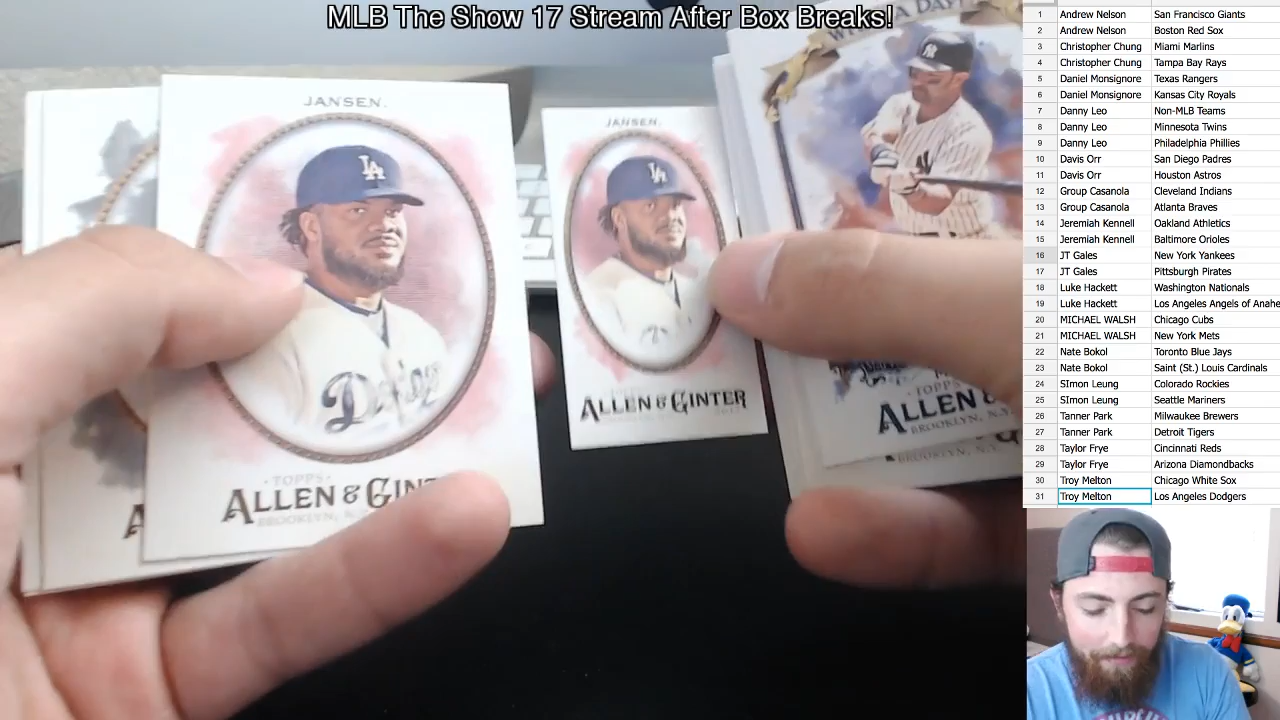 MLB The Show 17 Stream After Box Breaks!
JANSEN.
TOPPS
ALLEN & GINT
BROOKLYN, N.
JANSEN.
ALLEN & GINTER
LA
LA
TOPPS
ALLEN &
BROOKLYN, N.Y.
1 Andrew Nelson San Francisco Giants
2 Andrew Nelson Boston Red Sox
3 Christopher Chung Miami Marlins
4 Christopher Chung Tampa Bay Rays
5 Daniel Monsignore Texas Rangers
6 Daniel Monsignore Kansas City Royals
7 Danny Leo Non-MLB Teams
8 Danny Leo Minnesota Twins
9 Danny Leo Philadelphia Phillies
10 Davis Orr San Diego Padres
11 Davis Orr Houston Astros
12 Group Casanola Cleveland Indians
13 Group Casanola Atlanta Braves
14 Jeremiah Kennell Oakland Athletics
15 Jeremiah Kennell Baltimore Orioles
16 JT Gales New York Yankees
17 JT Gales Pittsburgh Pirates
18 Luke Hackett Washington Nationals
19 Luke Hackett Los Angeles Angels of Anahe
20 MICHAEL WALSH Chicago Cubs
21 MICHAEL WALSH New York Mets
22 Nate Bokol Toronto Blue Jays
23 Nate Bokol Saint (St.) Louis Cardinals
24 SImon Leung Colorado Rockies
25 SImon Leung Seattle Mariners
26 Tanner Park Milwaukee Brewers
27 Tanner Park Detroit Tigers
28 Taylor Frye Cincinnati Reds
29 Taylor Frye Arizona Diamondbacks
30 Troy Melton Chicago White Sox
31 Troy Melton Los Angeles Dodgers